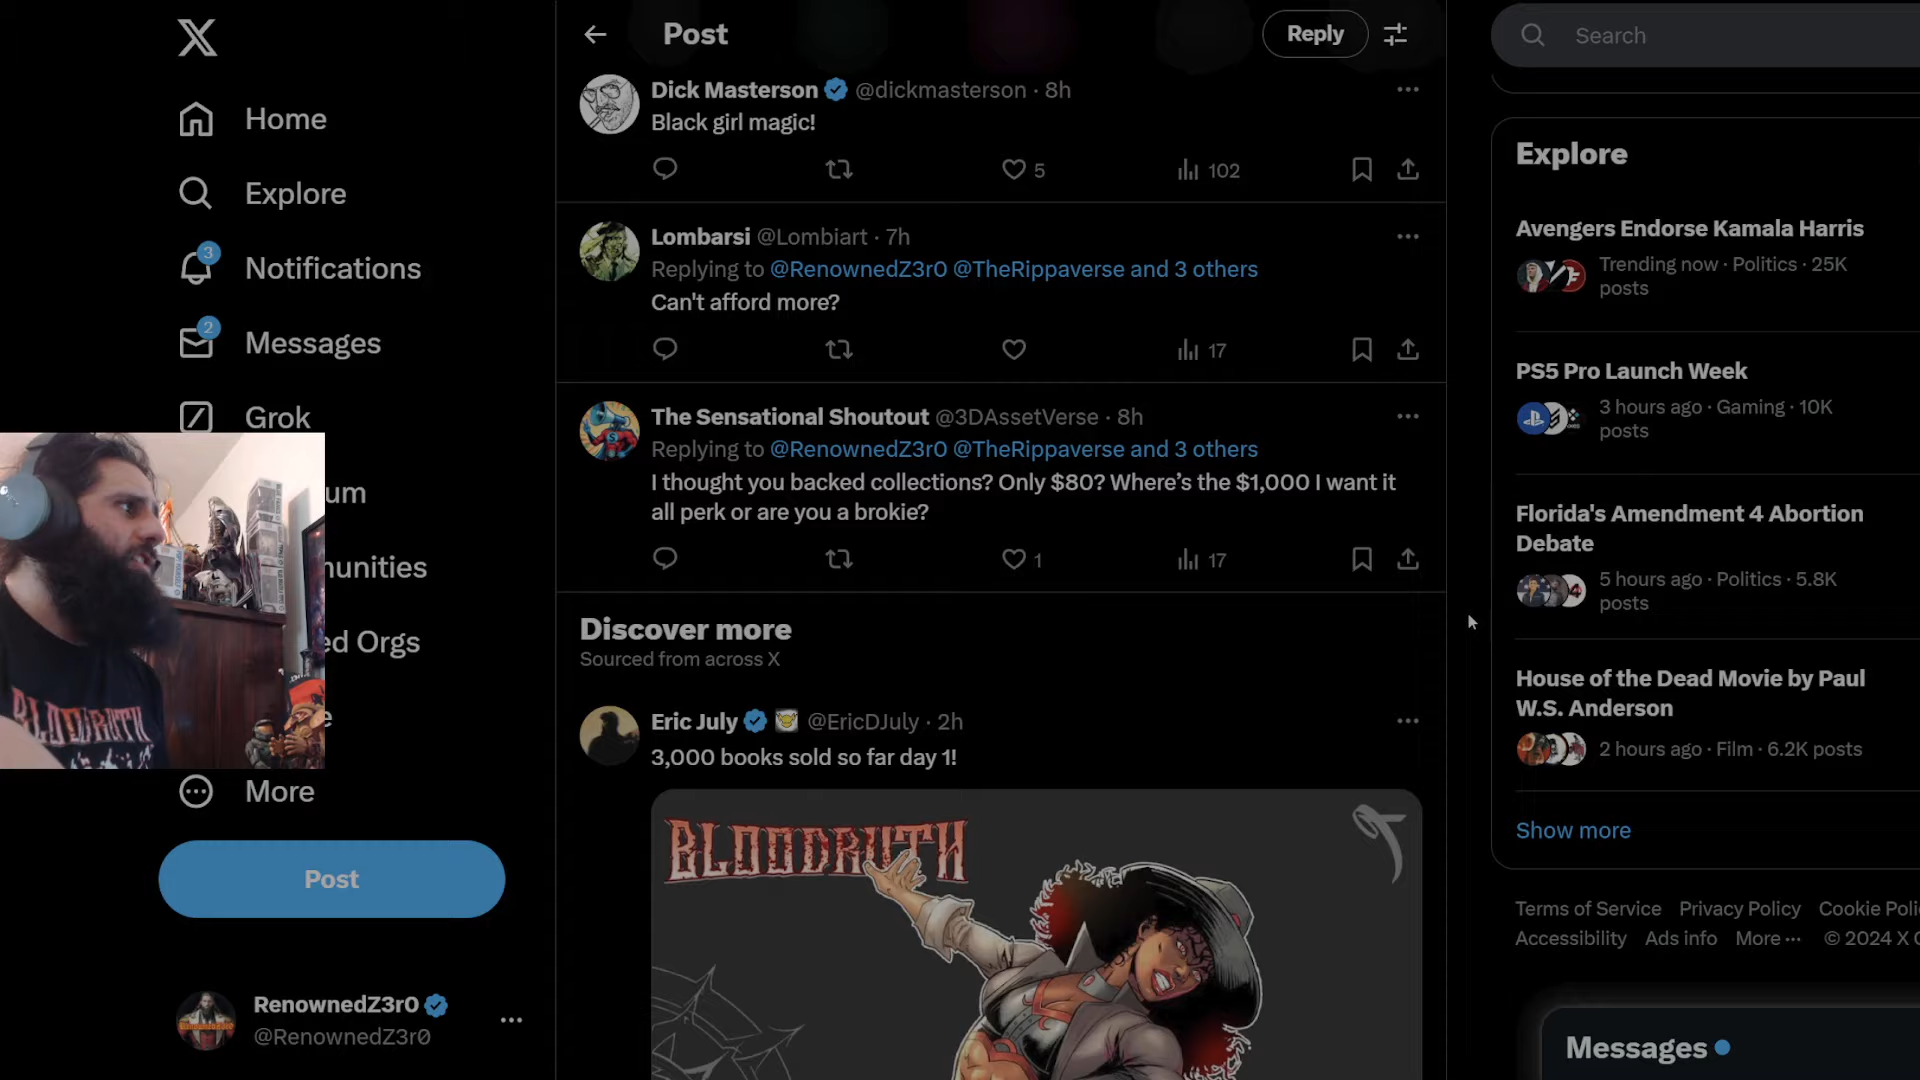 Home
Explore
3
Notifications
2
Messages
Grok
um
nunities
ed Orgs
e
More
Post
RenownedZ3r0
@RenownedZ3r0
Post
Reply
Dick Masterson @dickmasterson · 8h
Black girl magic!
5
102
Lombarsi @Lombiart · 7h
Replying to @RenownedZ3r0 @TheRippaverse and 3 others
Can't afford more?
17
The Sensational Shoutout @3DAssetVerse · 8h
Replying to @RenownedZ3r0 @TheRippaverse and 3 others
I thought you backed collections? Only $80? Where's the $1,000 I want it
all perk or are you a brokie?
1
17
Discover more
Sourced from across X
Eric July @EricDJuly · 2h
3,000 books sold so far day 1!
BLOODRUTH
BLOODRUTH
Search
Explore
Avengers Endorse Kamala Harris
Trending now · Politics · 25K
posts
PS5 Pro Launch Week
3 hours ago · Gaming · 10K
posts
Florida's Amendment 4 Abortion
Debate
5 hours ago · Politics · 5.8K
posts
House of the Dead Movie by Paul
W.S. Anderson
2 hours ago · Film · 6.2K posts
Show more
Terms of Service Privacy Policy Cookie Poli
Accessibility Ads info More ··· © 2024 X C
Messages